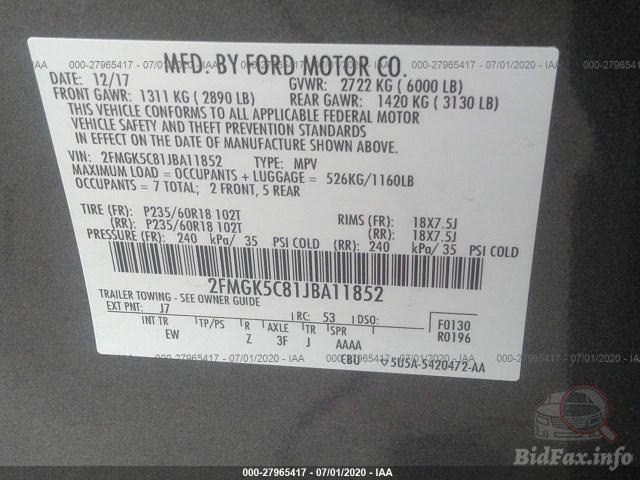 000-27965417 - 07/01/2020 - IAA
MFD. BY FORD MOTOR CO.
DATE: 12/17
GVWR: 2722 KG ( 6000 LB)
FRONT GAWR: 1311 KG ( 2890 LB)
REAR GAWR: 1420 KG ( 3130 LB)
THIS VEHICLE CONFORMS TO ALL APPLICABLE FEDERAL MOTOR
VEHICLE SAFETY AND THEFT PREVENTION STANDARDS
IN EFFECT ON THE DATE OF MANUFACTURE SHOWN ABOVE.
VIN: 2FMGK5C81JBA11852 TYPE: MPV
MAXIMUM LOAD = OCCUPANTS + LUGGAGE = 526KG/1160LB
OCCUPANTS = 7 TOTAL; 2 FRONT, 5 REAR
TIRE (FR): P235/60R18 102T RIMS (FR): 18X7.5J
(RR): P235/60R18 102T (RR): 18X7.5J
PRESSURE (FR): 240 kPa/ 35 PSI COLD (RR): 240 kPa/ 35 PSI COLD
2FMGK5C81JBA11852
TRAILER TOWING - SEE OWNER GUIDE
EXT PNT: J7 RC: 53 DSO:
F0130
R0196
INT TR TP/PS R AXLE TR SPR
EW Z 3F J AAAA
EBU 5U5A-5420472-AA
000-27965417 - 07/01/2020 - IAA
BidFax.info